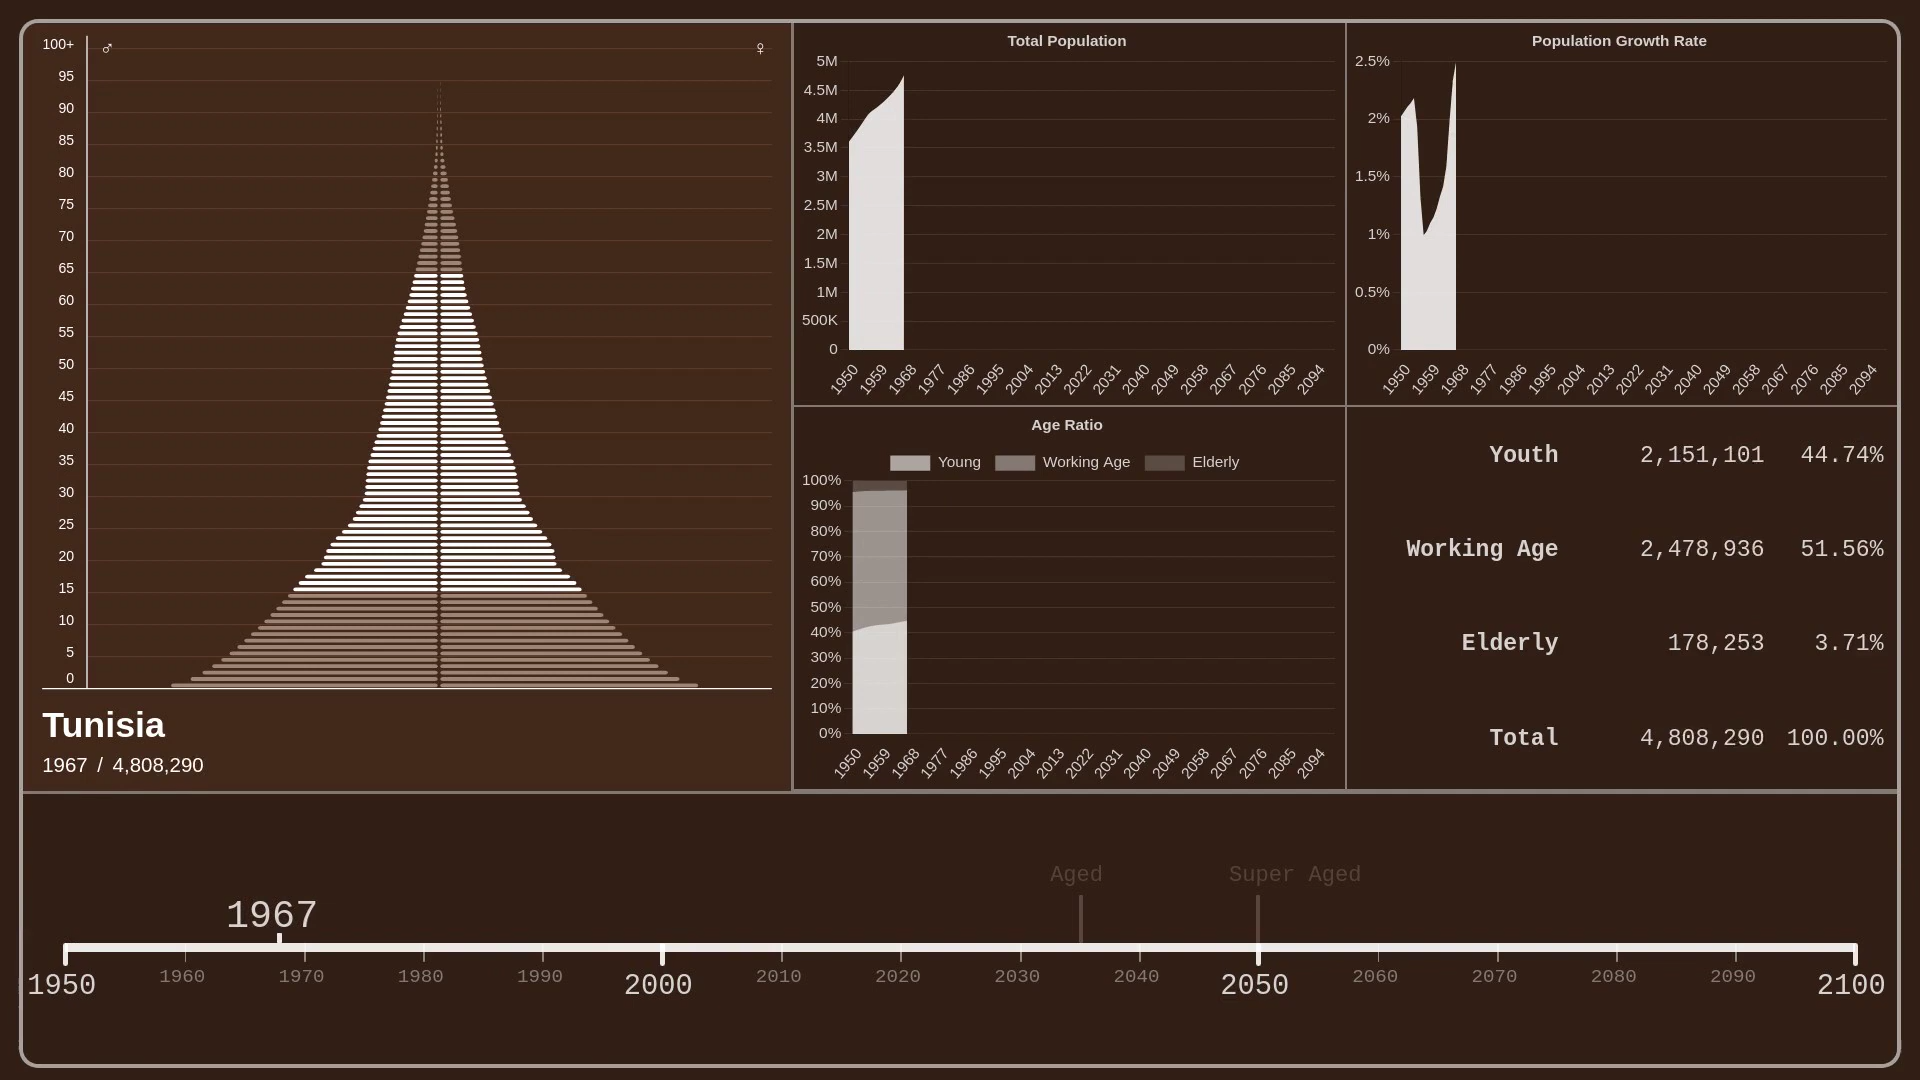 100+ ♂ ♀
95
90
85
80
75
70
65
60
55
50
45
40
35
30
25
20
15
10
5
0
Tunisia
1967 / 4,808,290
Total Population
5M
4.5M
4M
3.5M
3M
2.5M
2M
1.5M
1M
500K
0
1950 1959 1968 1977 1986 1995 2004 2013 2022 2031 2040 2049 2058 2067 2076 2085 2094
Population Growth Rate
2.5%
2%
1.5%
1%
0.5%
0%
1950 1959 1968 1977 1986 1995 2004 2013 2022 2031 2040 2049 2058 2067 2076 2085 2094
Age Ratio
Young Working Age Elderly
100%
90%
80%
70%
60%
50%
40%
30%
20%
10%
0%
1950 1959 1968 1977 1986 1995 2004 2013 2022 2031 2040 2049 2058 2067 2076 2085 2094
Youth 2,151,101 44.74%
Working Age 2,478,936 51.56%
Elderly 178,253 3.71%
Total 4,808,290 100.00%
Aged Super Aged
1967
1950 1960 1970 1980 1990 2000 2010 2020 2030 2040 2050 2060 2070 2080 2090 2100